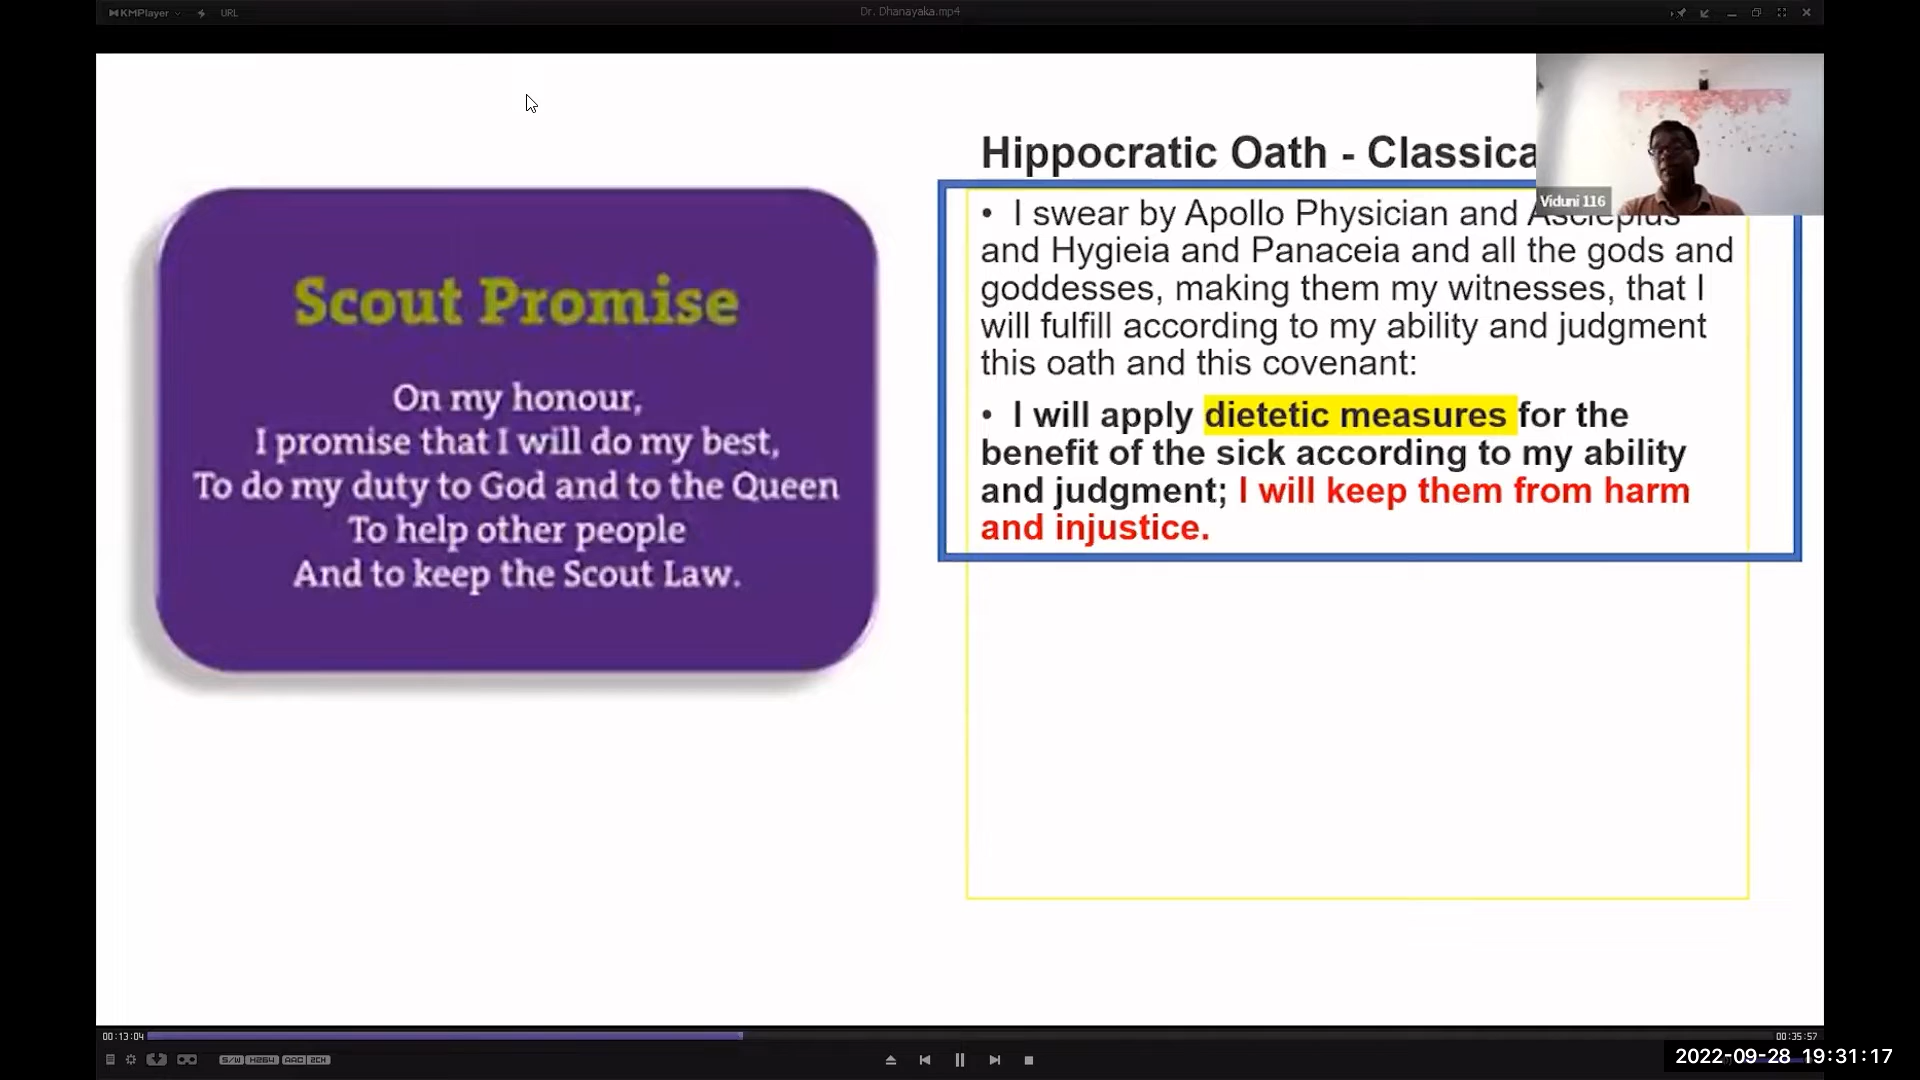 KMPlayer
URL
Dr. Dhanayaka.mp4
Scout Promise
On my honour,
I promise that I will do my best,
To do my duty to God and to the Queen
To help other people
And to keep the Scout Law.
Hippocratic Oath - Classica
Viduni 116
• I swear by Apollo Physician and Asclepius
and Hygieia and Panaceia and all the gods and
goddesses, making them my witnesses, that I
will fulfill according to my ability and judgment
this oath and this covenant:
• I will apply dietetic measures for the
benefit of the sick according to my ability
and judgment; I will keep them from harm
and injustice.
00:13:04
00:35:57
S/W H264 AAC 2CH
2022-09-28 19:31:17